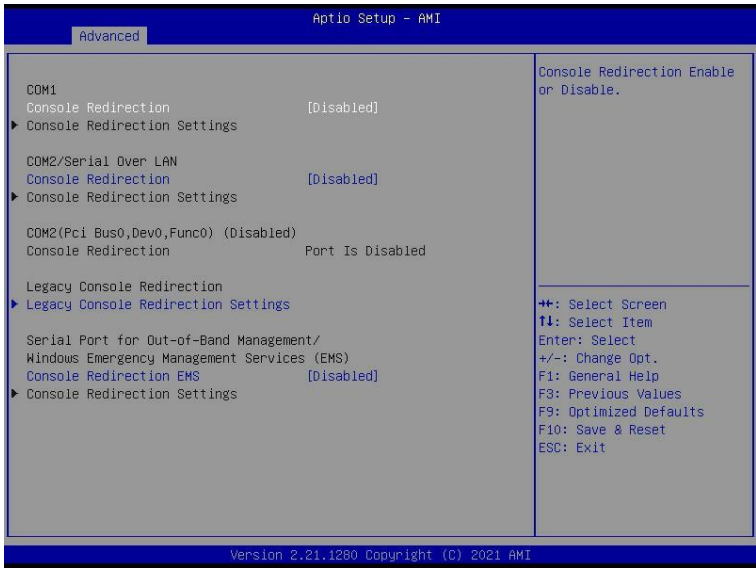 Aptio Setup - AMI
Advanced
COM1
Console Redirection [Disabled]
Console Redirection Settings
COM2/Serial Over LAN
Console Redirection [Disabled]
Console Redirection Settings
COM2(Pci Bus0,Dev0,Func0) (Disabled)
Console Redirection Port Is Disabled
Legacy Console Redirection
Legacy Console Redirection Settings
Serial Port for Out-of-Band Management/
Windows Emergency Management Services (EMS)
Console Redirection EMS [Disabled]
Console Redirection Settings
Console Redirection Enable
or Disable.
→←: Select Screen
↑↓: Select Item
Enter: Select
+/-: Change Opt.
F1: General Help
F3: Previous Values
F9: Optimized Defaults
F10: Save & Reset
ESC: Exit
Version 2.21.1280 Copyright (C) 2021 AMI